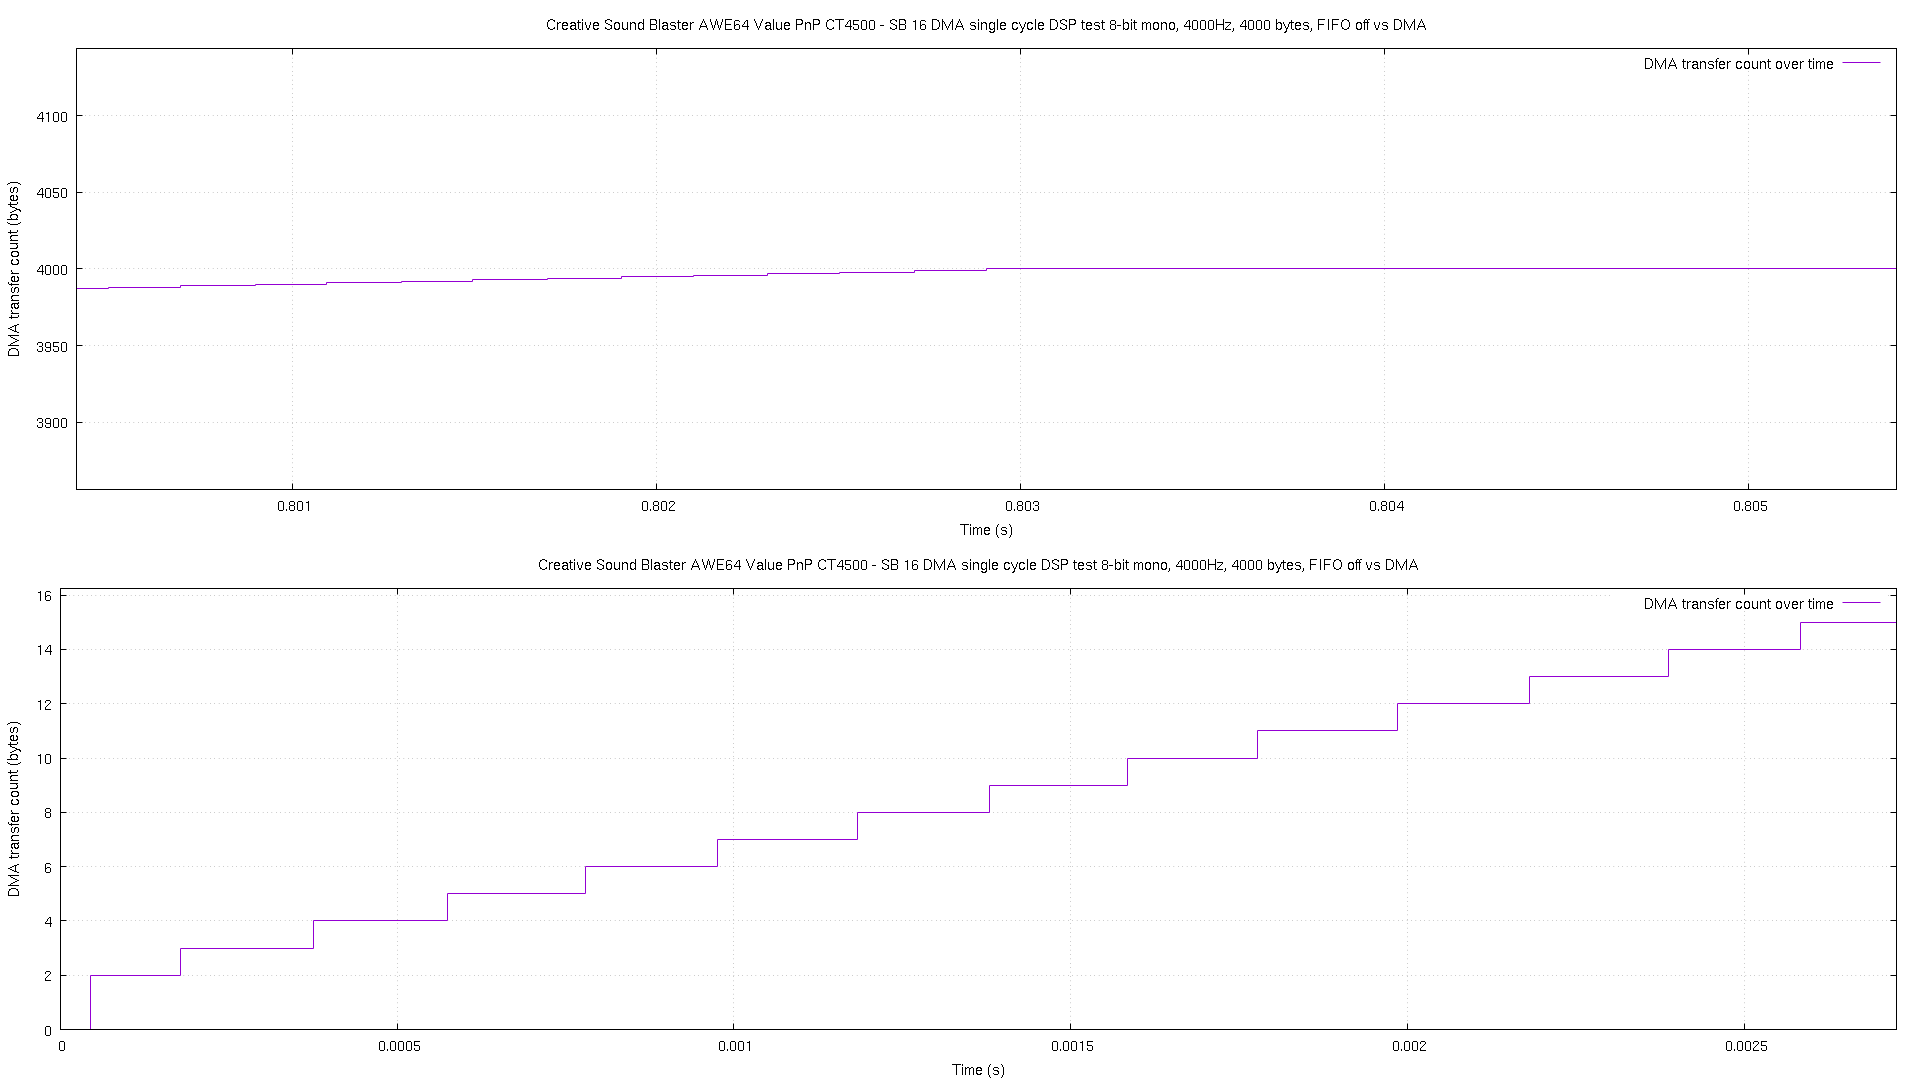 Creative Sound Blaster AWE64 Value PnP CT4500 - SB 16 DMA single cycle DSP test 8-bit mono, 4000Hz, 4000 bytes, FIFO off vs DMA
DMA transfer count over time
4100
4050
4000
3950
3900
DMA transfer count (bytes)
0.801 0.802 0.803 0.804 0.805
Time (s)
Creative Sound Blaster AWE64 Value PnP CT4500 - SB 16 DMA single cycle DSP test 8-bit mono, 4000Hz, 4000 bytes, FIFO off vs DMA
DMA transfer count over time
16
14
12
10
8
6
4
2
0
DMA transfer count (bytes)
0 0.0005 0.001 0.0015 0.002 0.0025
Time (s)